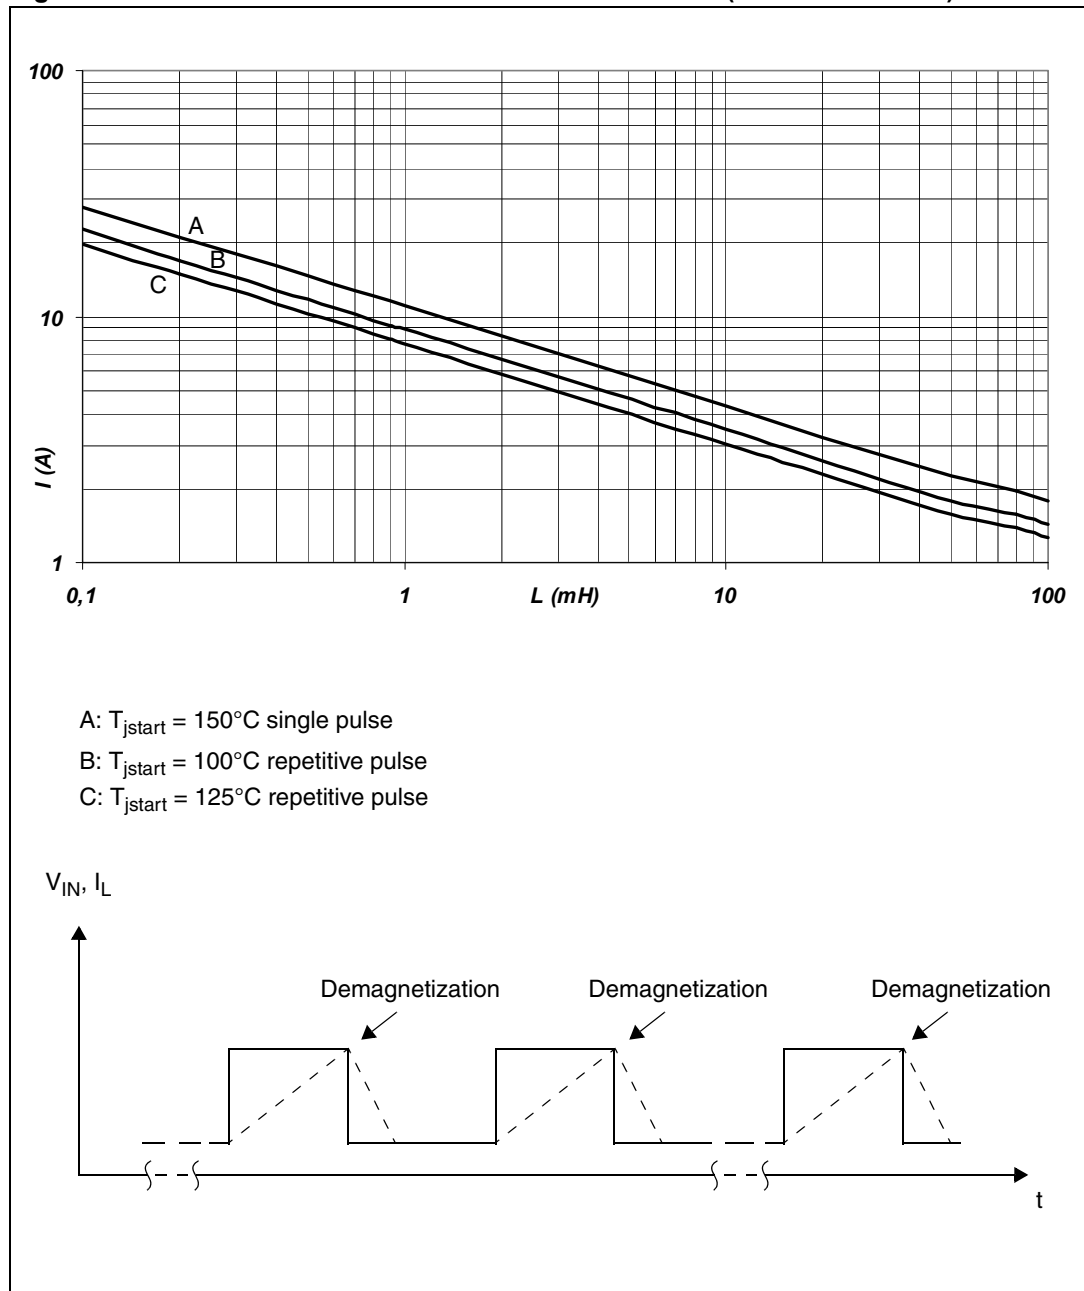 100
A
B
C
10
I (A)
1
0,1 1 L (mH) 10 100
A: Tjstart = 150°C single pulse
B: Tjstart = 100°C repetitive pulse
C: Tjstart = 125°C repetitive pulse
VIN, IL
Demagnetization Demagnetization Demagnetization
t